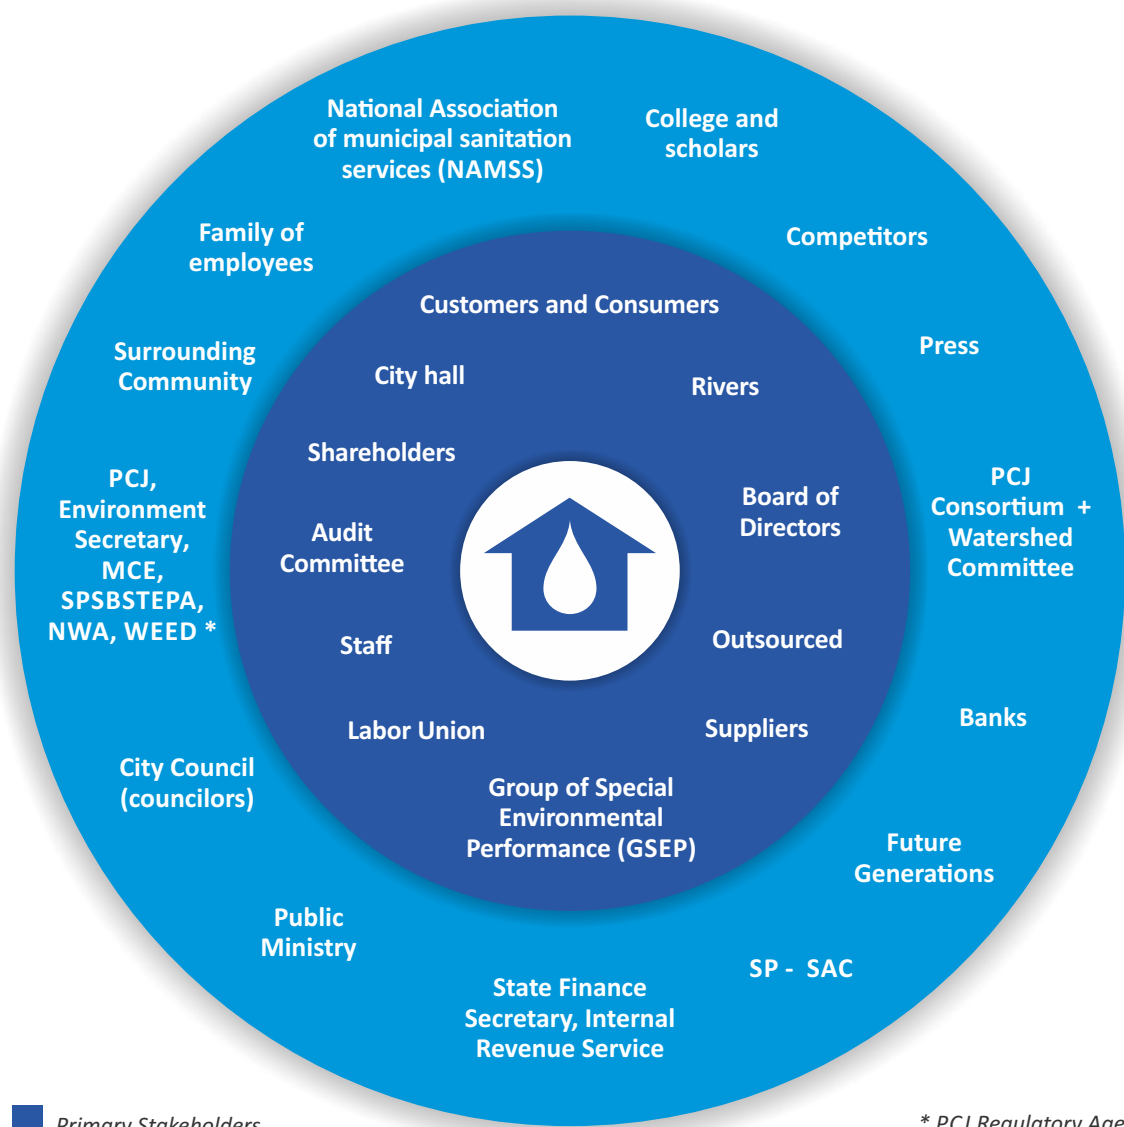 National Association
of municipal sanitation
services (NAMSS)
College and
scholars
Family of
employees
Competitors
Customers and Consumers
Surrounding
Community
City hall
Rivers
Press
Shareholders
PCJ,
Environment
Secretary,
MCE,
SPSBSTEPA,
NWA, WEED *
Audit
Committee
Board of
Directors
PCJ
Consortium +
Watershed
Committee
Staff
Outsourced
Labor Union
Suppliers
Banks
City Council
(councilors)
Group of Special
Environmental
Performance (GSEP)
Future
Generations
Public
Ministry
SP - SAC
State Finance
Secretary, Internal
Revenue Service
Primary Stakeholders
* PCJ Regulatory